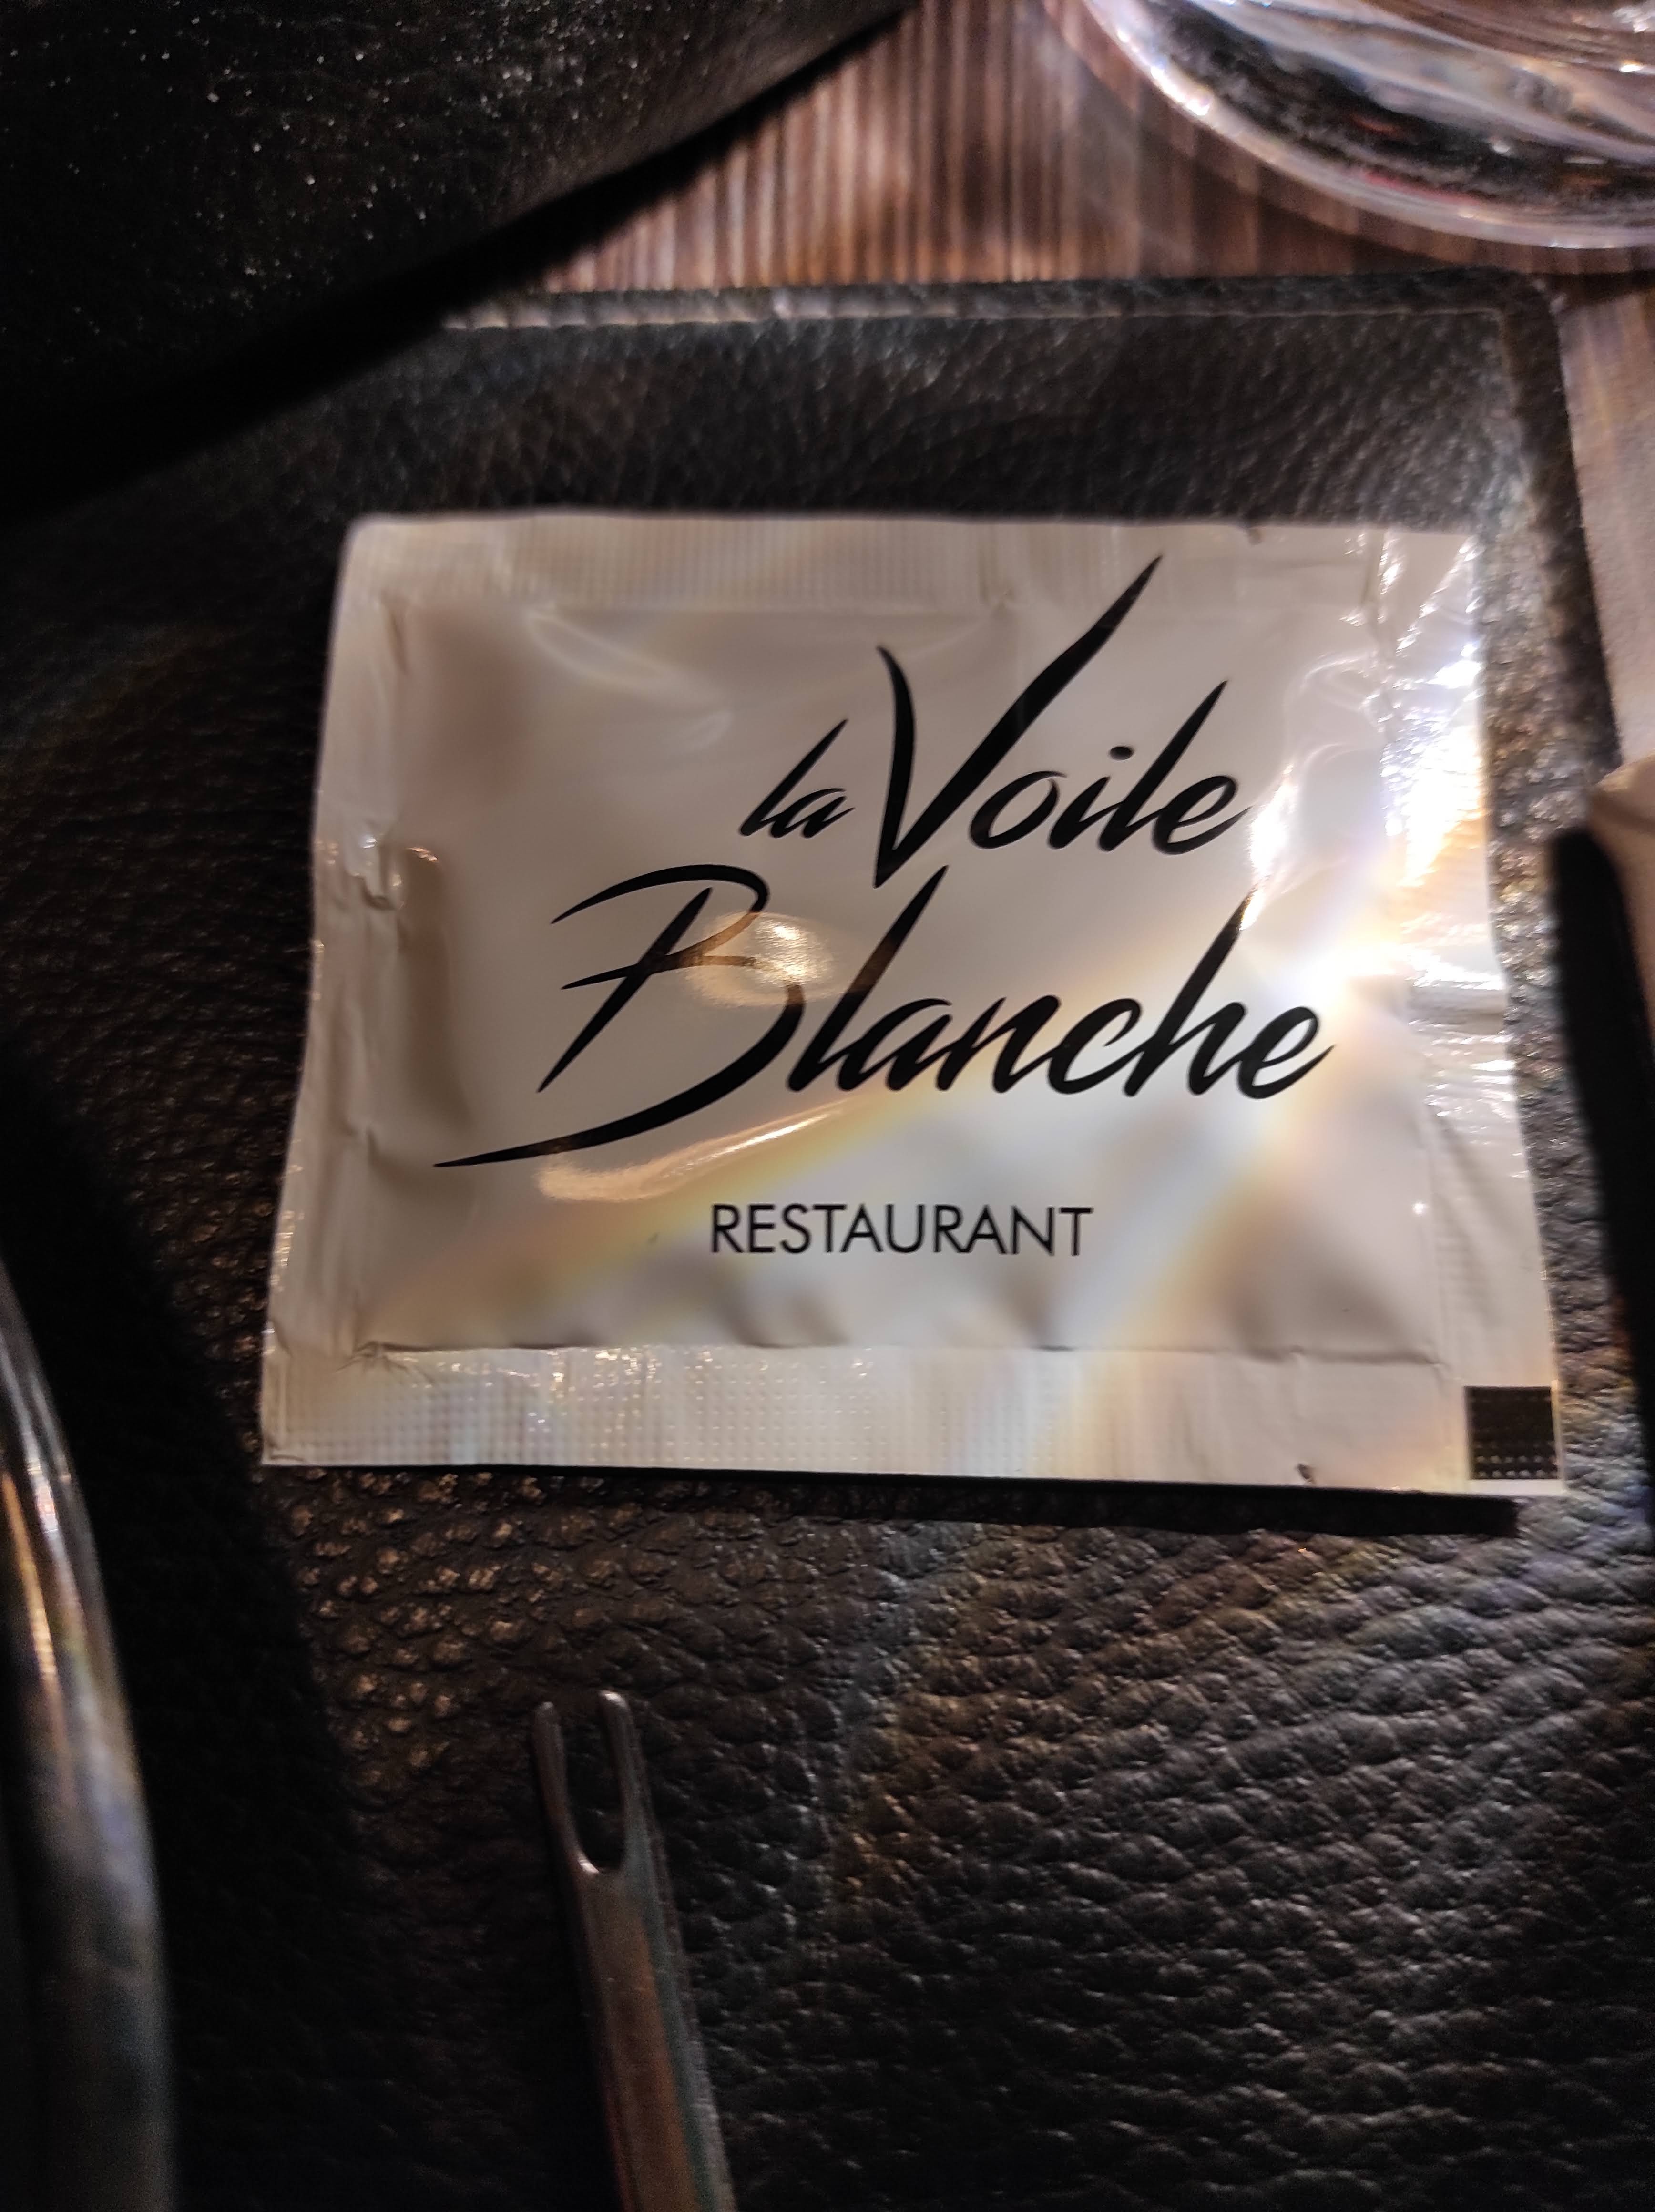 la Voile
Blanche
RESTAURANT